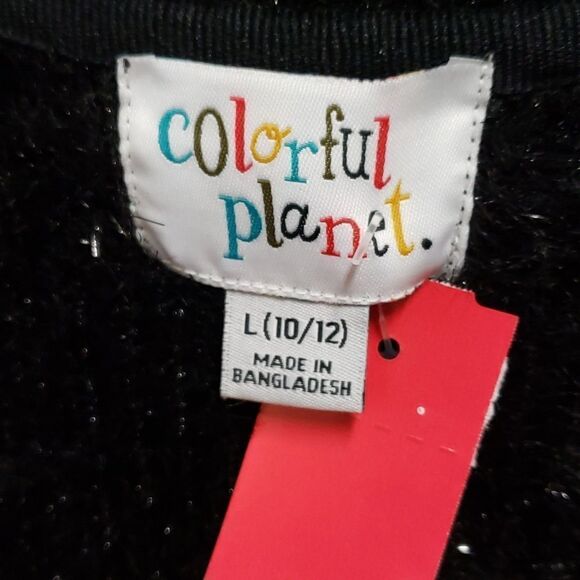 colorful
planet.
L (10/12)
MADE IN
BANGLADESH